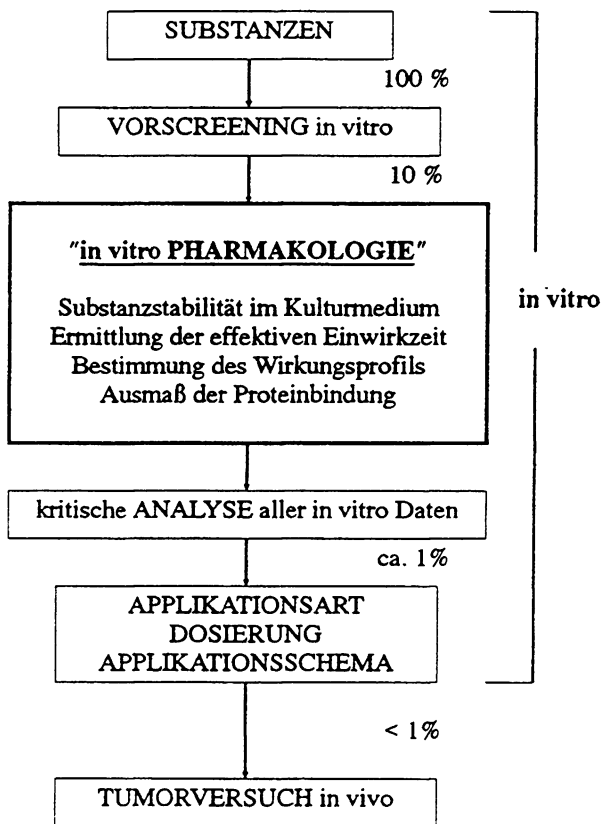 SUBSTANZEN
100 %
VORSCREENING in vitro
10 %
"in vitro PHARMAKOLOGIE"
Substanzstabilität im Kulturmedium
Ermittlung der effektiven Einwirkzeit
Bestimmung des Wirkungsprofils
Ausmaß der Proteinbindung
in vitro
kritische ANALYSE aller in vitro Daten
ca. 1%
APPLIKATIONSART
DOSIERUNG
APPLIKATIONSSCHEMA
< 1%
TUMORVERSUCH in vivo